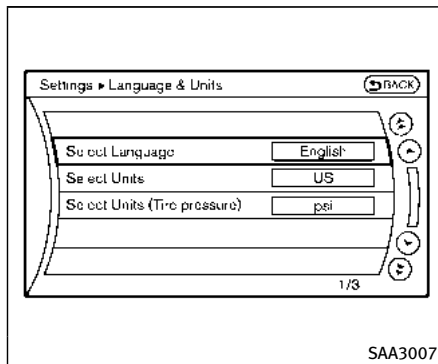 Settings ▸ Language & Units BACK
Select Language English
Select Units US
Select Units (Tire pressure) psi
1/3
SAA3007